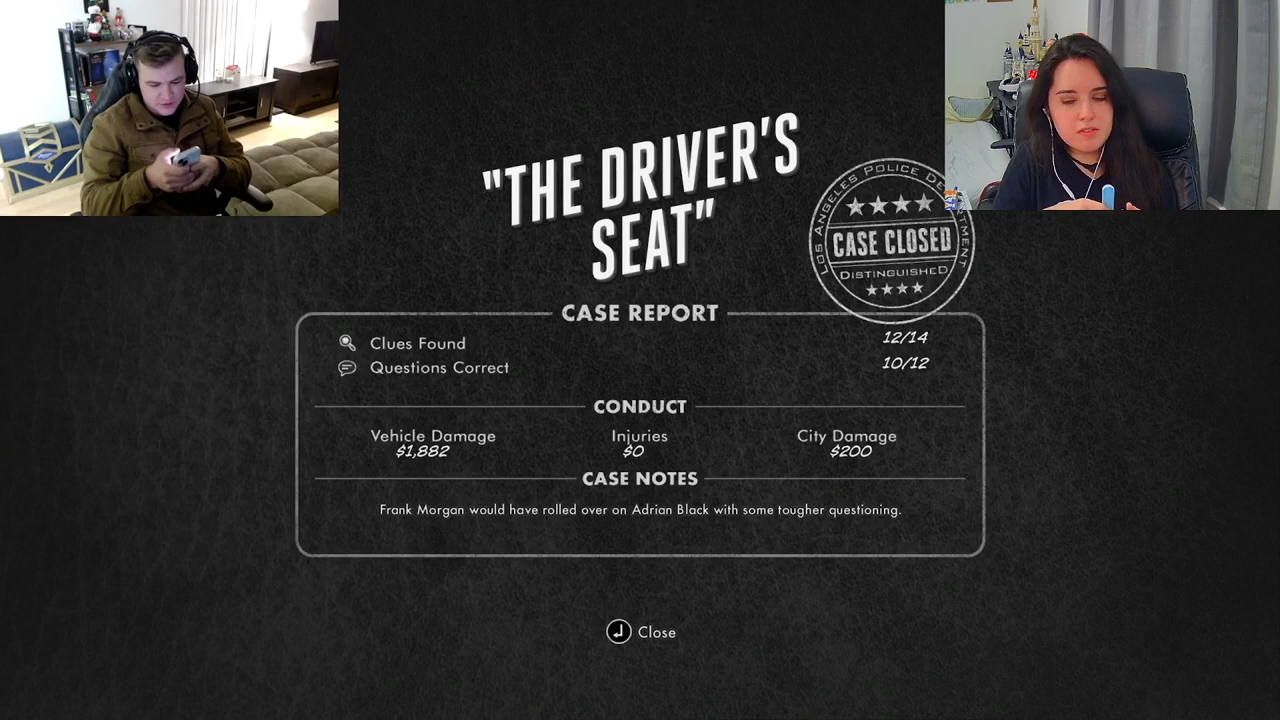 "THE DRIVER'S
SEAT"
LOS ANGELES POLICE DE TMENT
CASE CLOSED
DISTINGUISHED
CASE REPORT
Clues Found 12/14
Questions Correct 10/12
CONDUCT
Vehicle Damage Injuries City Damage
$1,882 $0 $200
CASE NOTES
Frank Morgan would have rolled over on Adrian Black with some tougher questioning.
Close